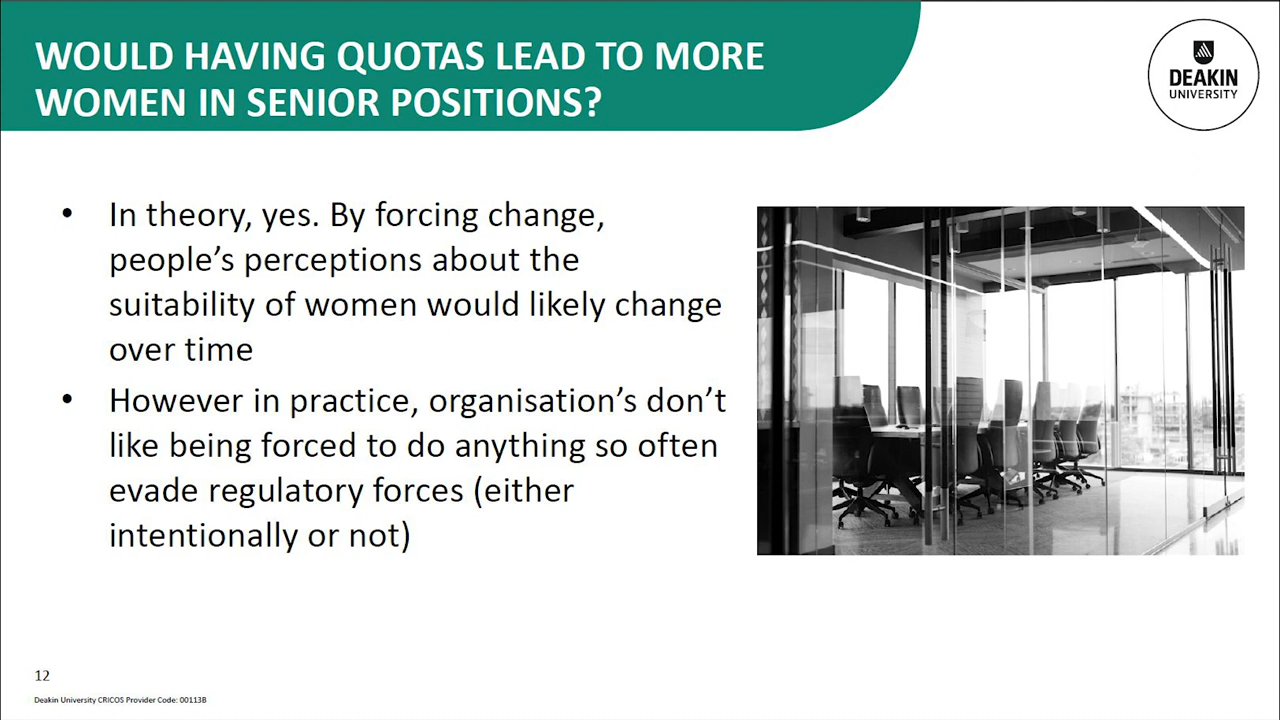 WOULD HAVING QUOTAS LEAD TO MORE
WOMEN IN SENIOR POSITIONS?
DEAKIN
UNIVERSITY
• In theory, yes. By forcing change,
people’s perceptions about the
suitability of women would likely change
over time
• However in practice, organisation’s don’t
like being forced to do anything so often
evade regulatory forces (either
intentionally or not)
12
Deakin University CRICOS Provider Code: 00113B